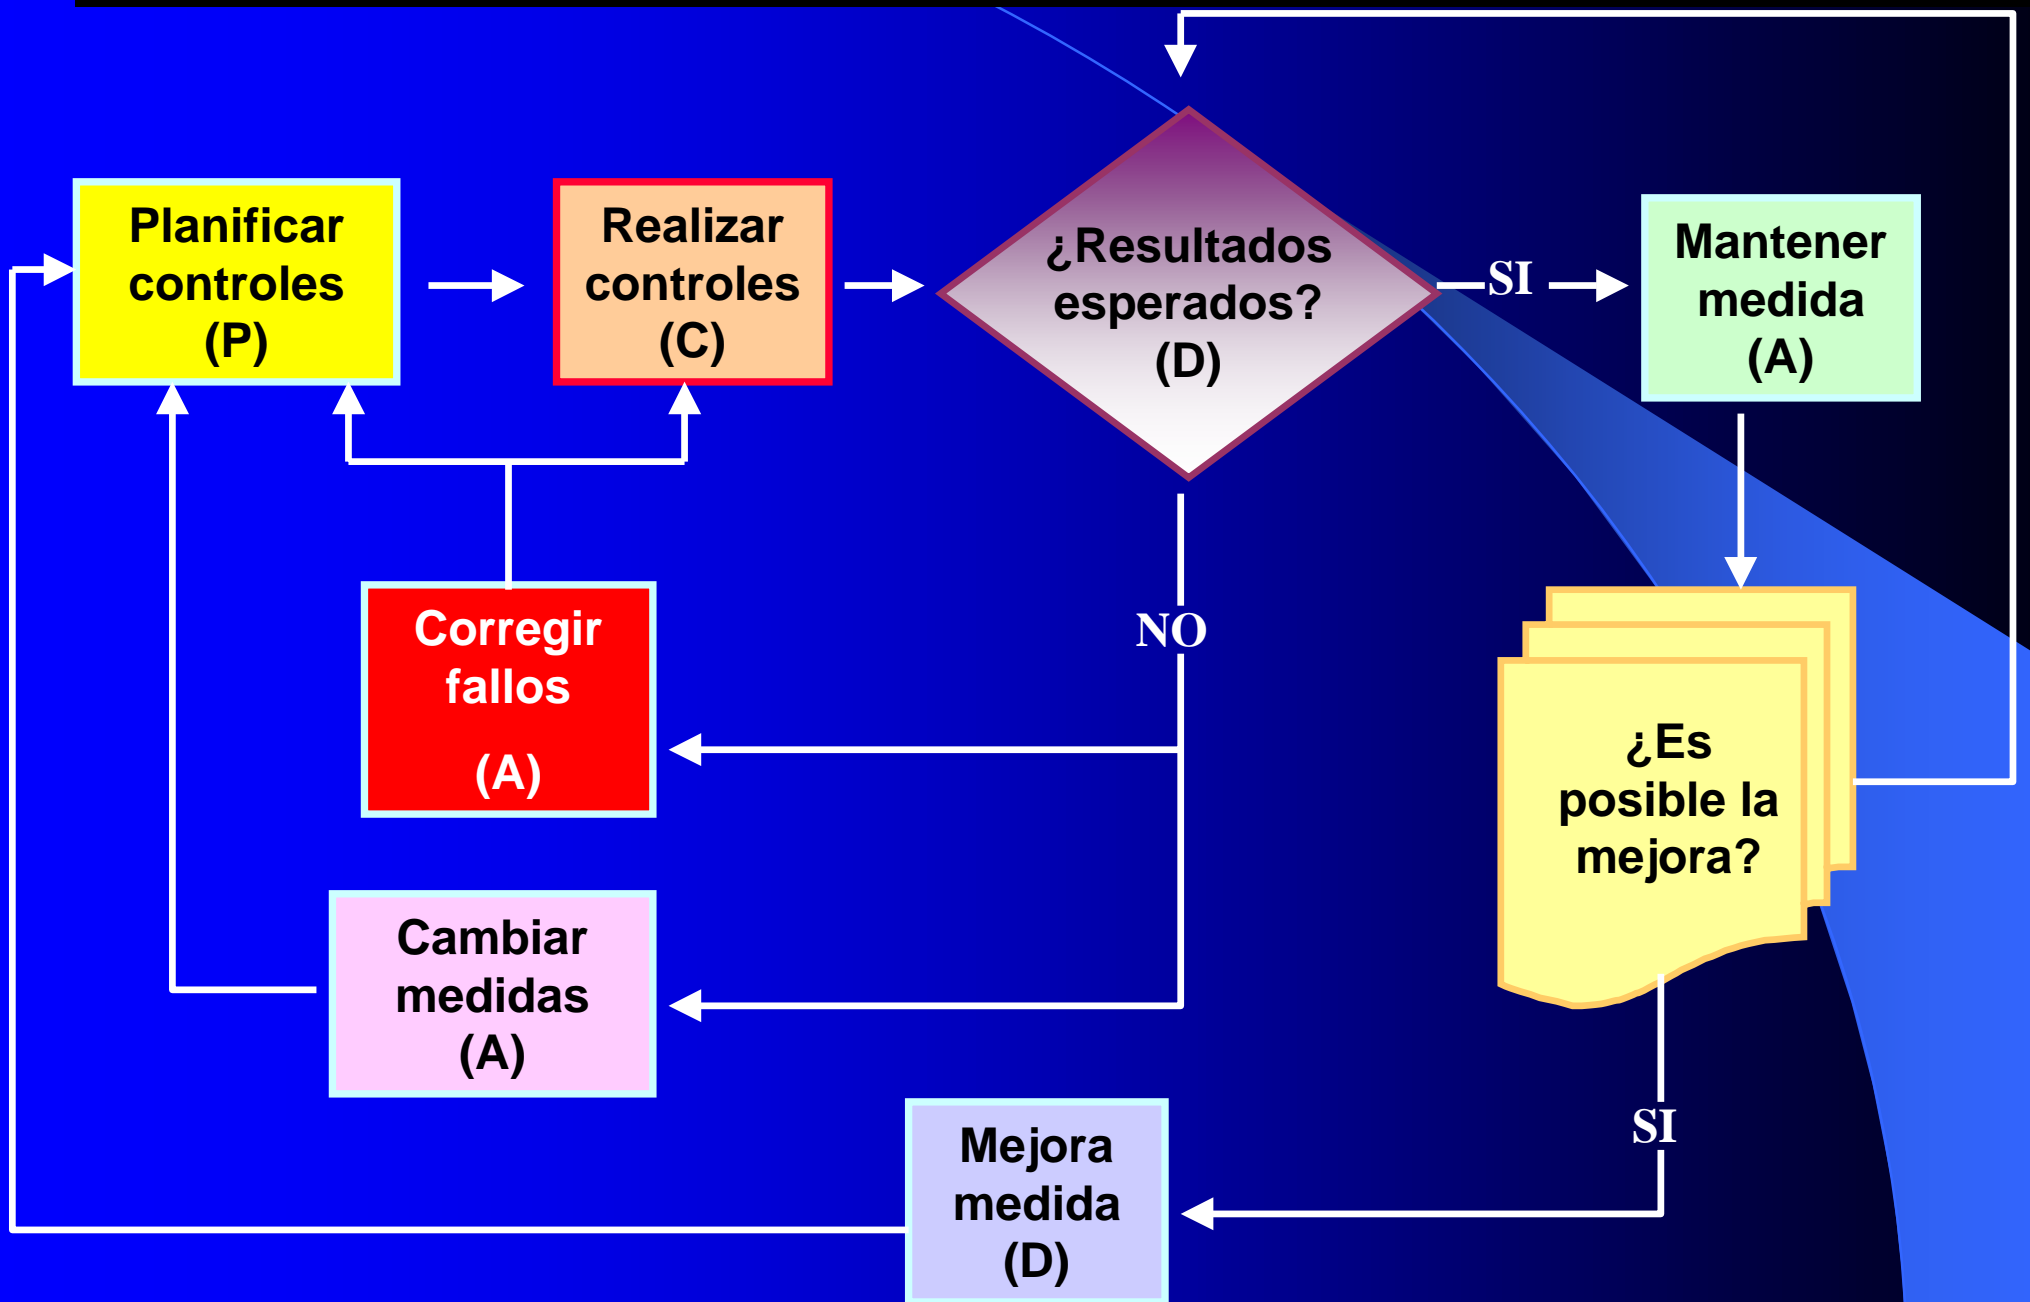 Planificar
controles
(P)
Realizar
controles
(C)
¿Resultados
esperados?
(D)
SI
Mantener
medida
(A)
Corregir
fallos
(A)
NO
¿Es
posible la
mejora?
Cambiar
medidas
(A)
SI
Mejora
medida
(D)